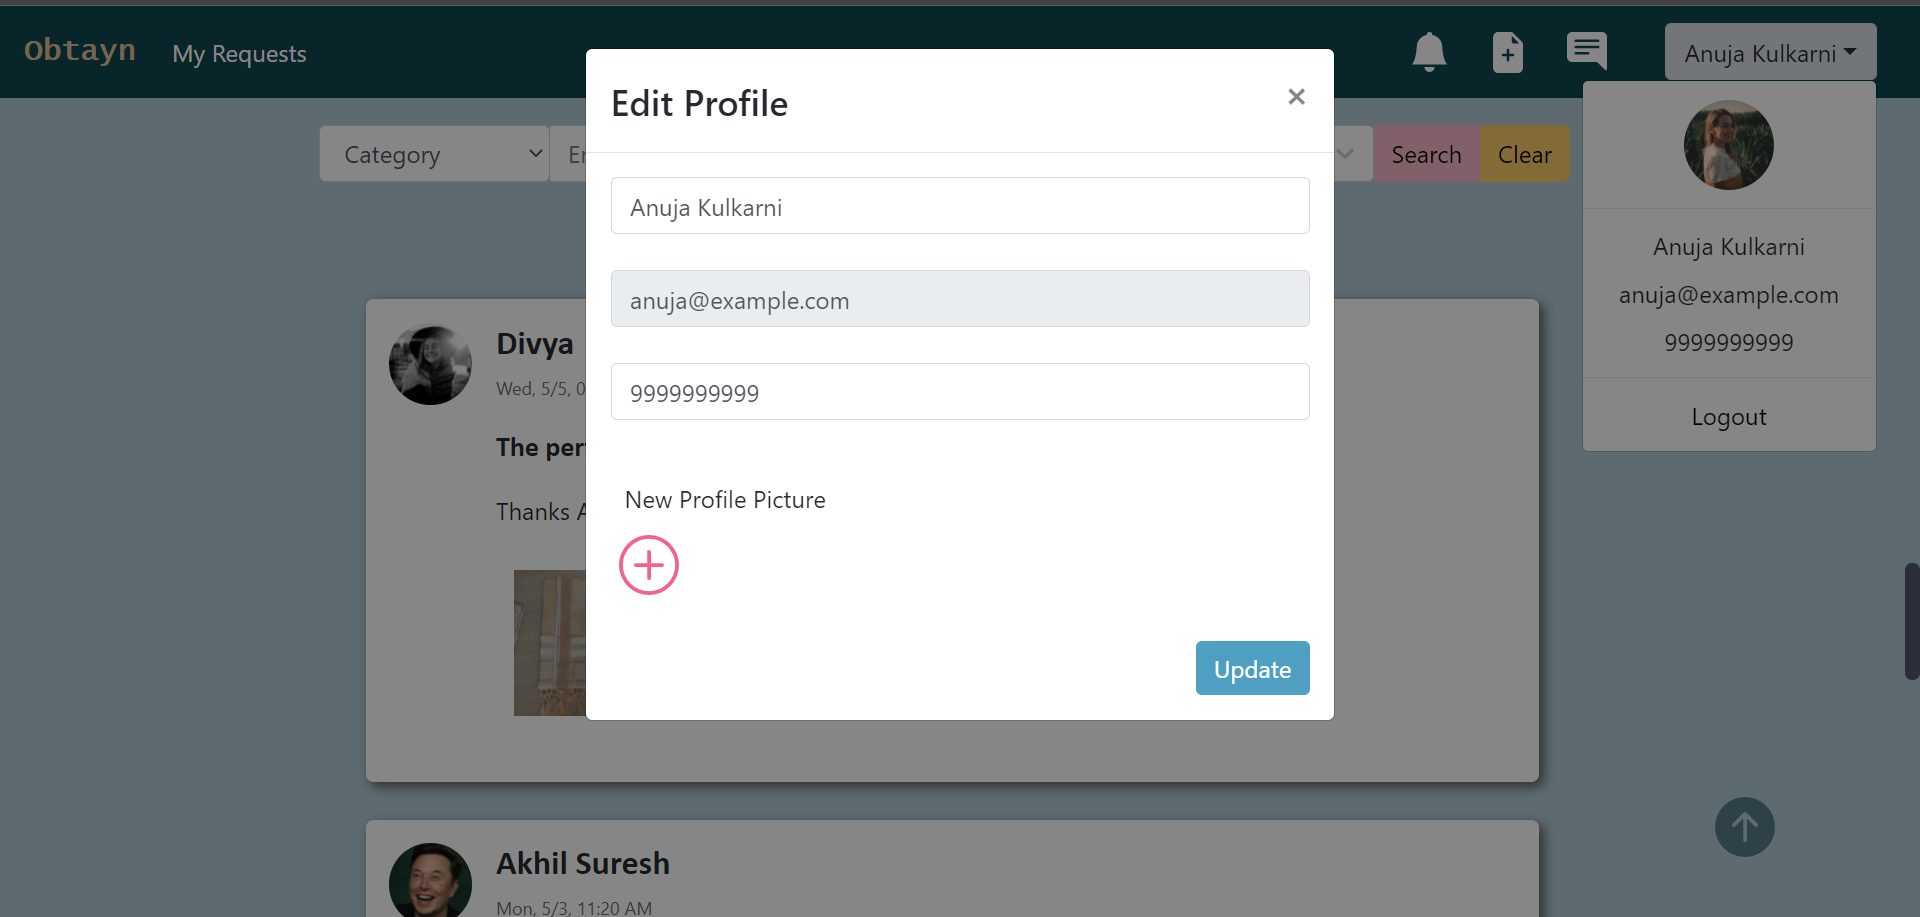 Obtayn
My Requests
Anuja Kulkarni
Edit Profile
×
Category
Search
Clear
Anuja Kulkarni
anuja@example.com
9999999999
New Profile Picture
Update
Anuja Kulkarni
anuja@example.com
9999999999
Logout
Divya
Wed, 5/5,
The
Thanks
Akhil Suresh
Mon, 5/3, 11:20 AM